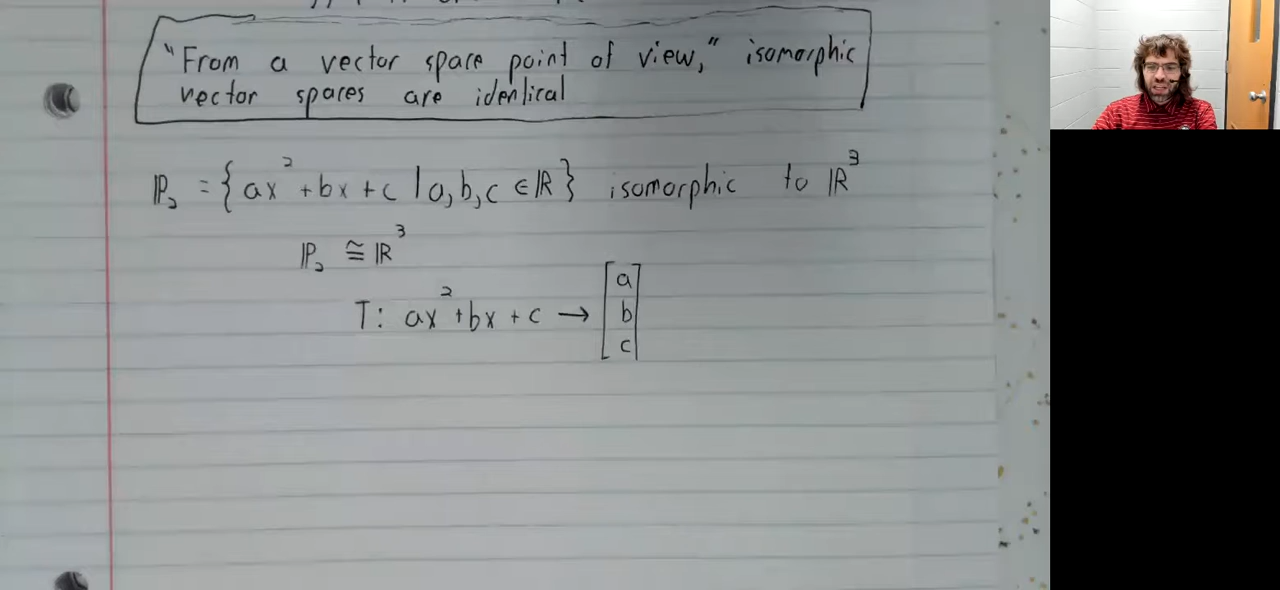 "From a vector space point of view," isomorphic
vector spaces are identical
ℙ₂ = { ax² + bx + c | a, b, c ∈ ℝ } isomorphic to ℝ³
ℙ₂ ≅ ℝ³
T: ax² + bx + c → [a b c]